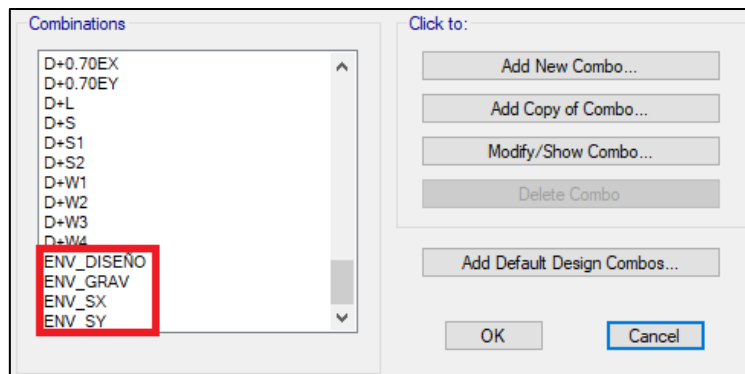 Combinations
D+0.70EX
D+0.70EY
D+L
D+S
D+S1
D+S2
D+W1
D+W2
D+W3
D+W4
ENV_DISEÑO
ENV_GRAV
ENV_SX
ENV_SY
Click to:
Add New Combo...
Add Copy of Combo...
Modify/Show Combo...
Delete Combo
Add Default Design Combos...
OK
Cancel